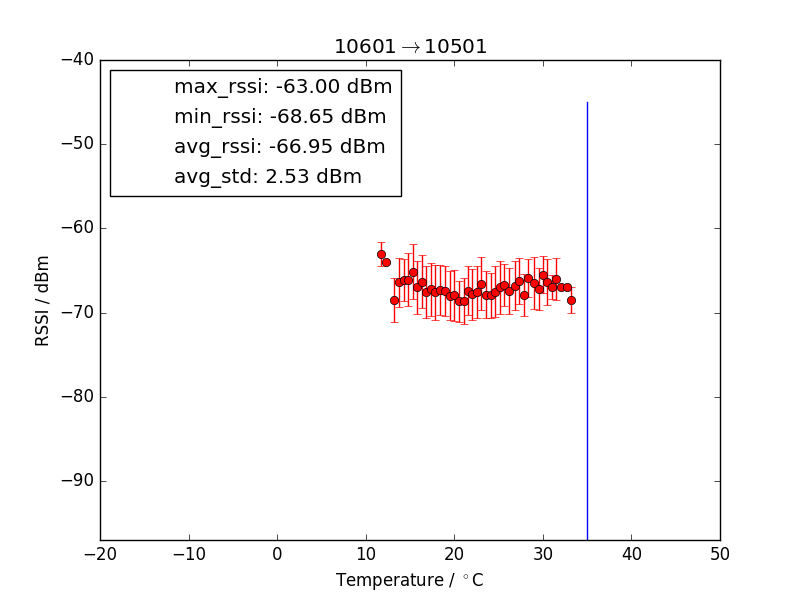 10601→10501
max_rssi: -63.00 dBm
min_rssi: -68.65 dBm
avg_rssi: -66.95 dBm
avg_std: 2.53 dBm
−40
−50
−60
−70
−80
−90
RSSI / dBm
−20 −10 0 10 20 30 40 50
Temperature / °C